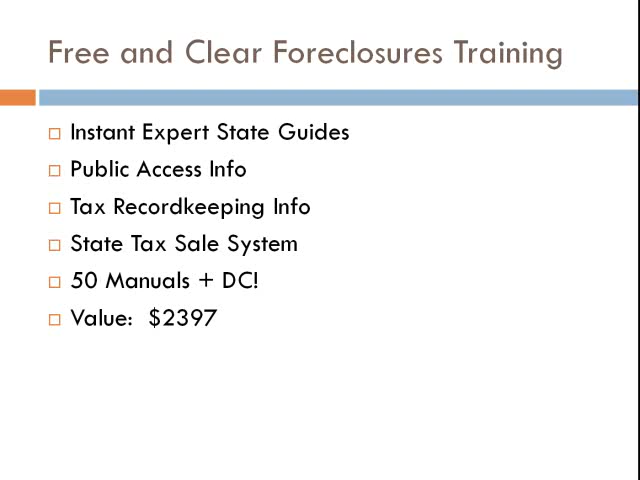 Free and Clear Foreclosures Training
Instant Expert State Guides
Public Access Info
Tax Recordkeeping Info
State Tax Sale System
50 Manuals + DC!
Value:  $2397